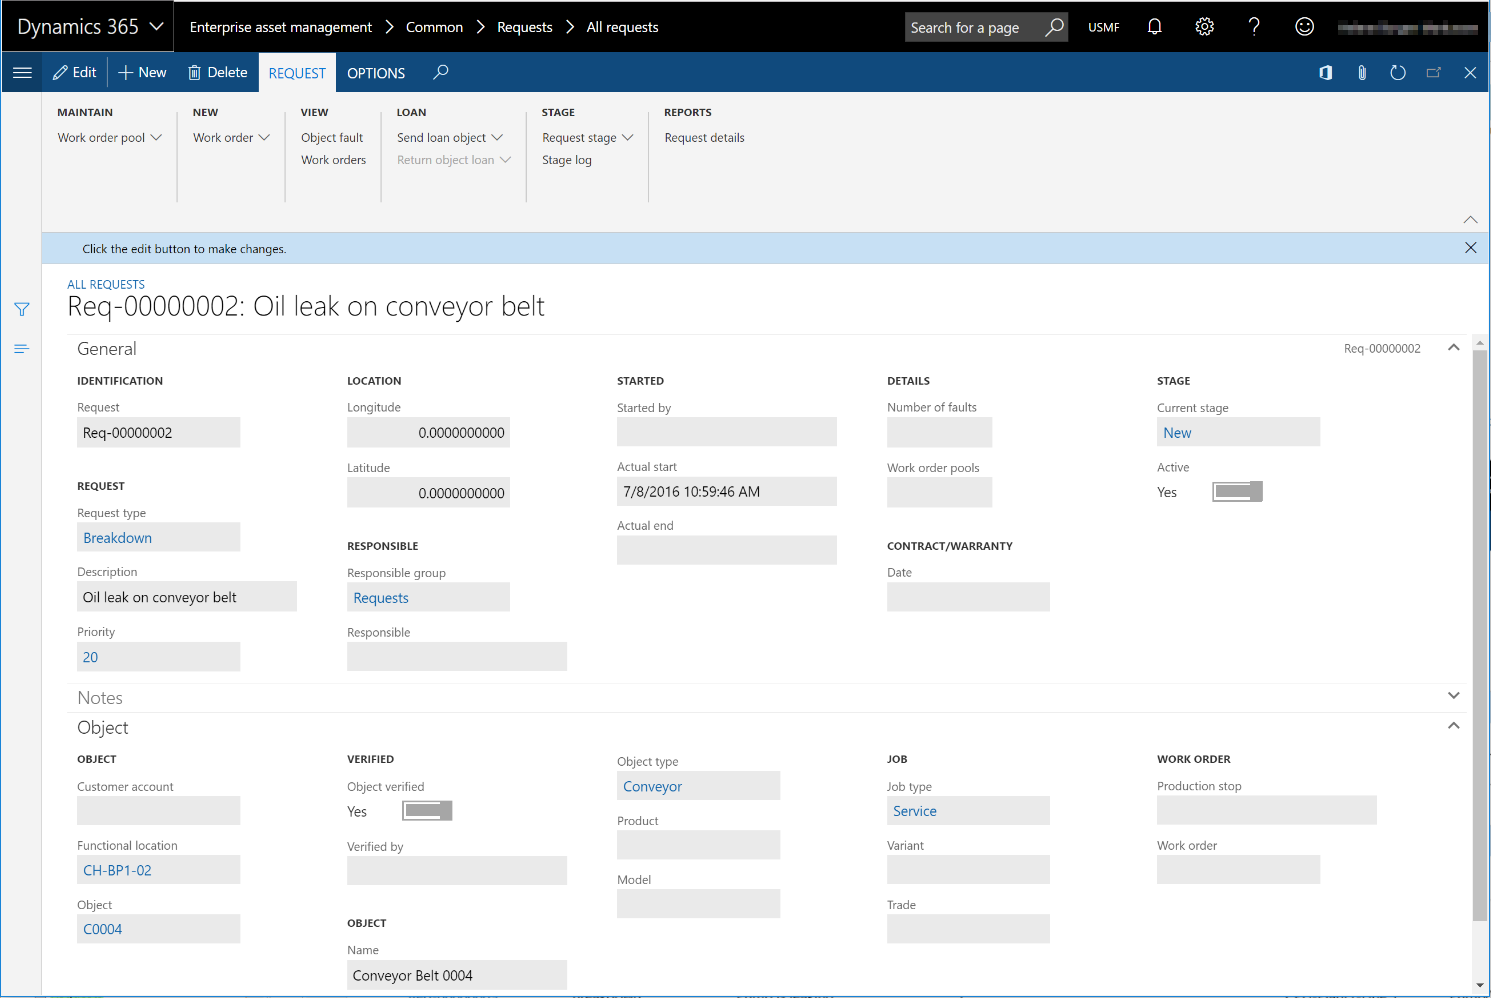 Dynamics 365
Enterprise asset management > Common > Requests > All requests
Search for a page
USMF
Edit
New
Delete
REQUEST
OPTIONS
MAINTAIN
Work order pool
NEW
Work order
VIEW
Object fault
Work orders
LOAN
Send loan object
Return object loan
STAGE
Request stage
Stage log
REPORTS
Request details
Click the edit button to make changes.
ALL REQUESTS
Req-00000002: Oil leak on conveyor belt
General
Req-00000002
IDENTIFICATION
Request
Req-00000002
REQUEST
Request type
Breakdown
Description
Oil leak on conveyor belt
Priority
20
LOCATION
Longitude
0.0000000000
Latitude
0.0000000000
RESPONSIBLE
Responsible group
Requests
Responsible
STARTED
Started by
Actual start
7/8/2016 10:59:46 AM
Actual end
DETAILS
Number of faults
Work order pools
CONTRACT/WARRANTY
Date
STAGE
Current stage
New
Active
Yes
Notes
Object
OBJECT
Customer account
Functional location
CH-BP1-02
Object
C0004
VERIFIED
Object verified
Yes
Verified by
OBJECT
Name
Conveyor Belt 0004
Object type
Conveyor
Product
Model
JOB
Job type
Service
Variant
Trade
WORK ORDER
Production stop
Work order